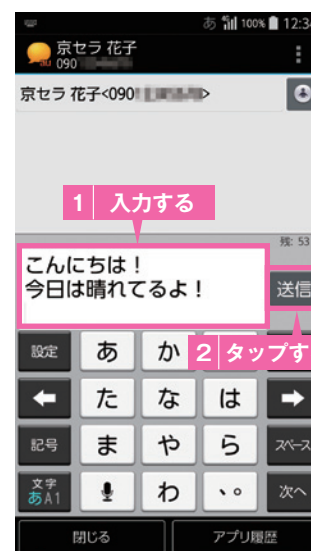 あ 100% 12:34
京セラ 花子
au 090
京セラ 花子<090 >
1 入力する
残: 53
こんにちは！
今日は晴れてるよ！
送信
設定 あ か
2 タップす
← た な は →
記号 ま や ら スペース
文字 あA1 わ 、。 次へ
閉じる アプリ履歴